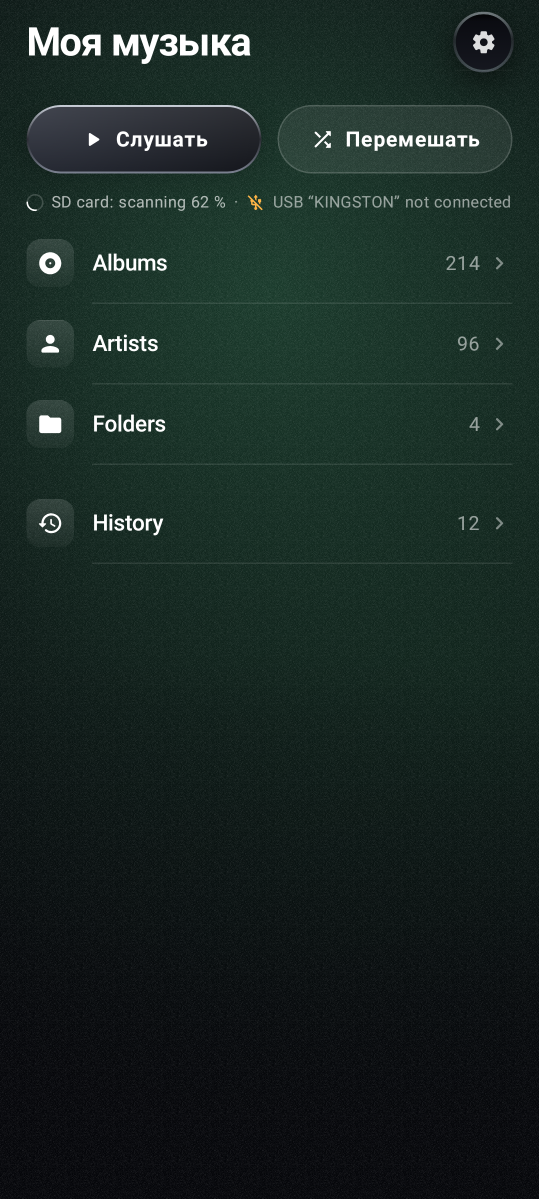 Моя музыка
Слушать
Перемешать
SD card: scanning 62 % · USB “KINGSTON” not connected
Albums 214
Artists 96
Folders 4
History 12